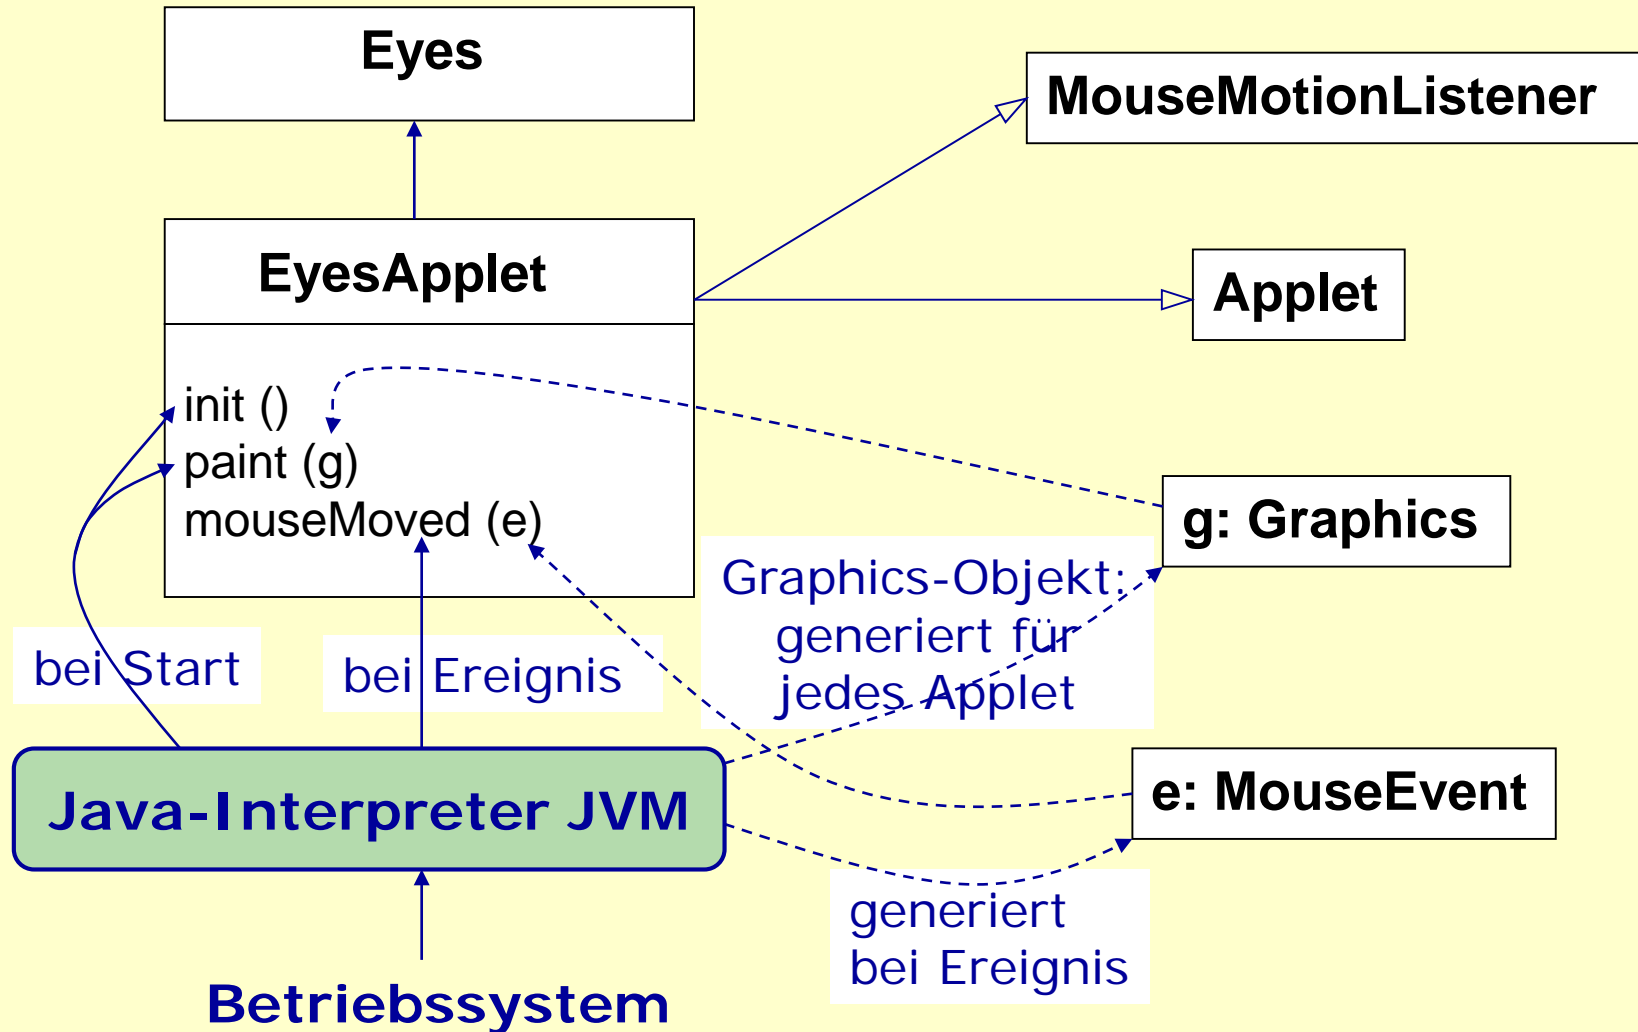 Eyes
MouseMotionListener
EyesApplet
Applet
init ()
paint (g)
mouseMoved (e)
g: Graphics
Graphics-Objekt:
generiert für
jedes Applet
bei Start
bei Ereignis
Java-Interpreter JVM
e: MouseEvent
generiert
bei Ereignis
Betriebssystem